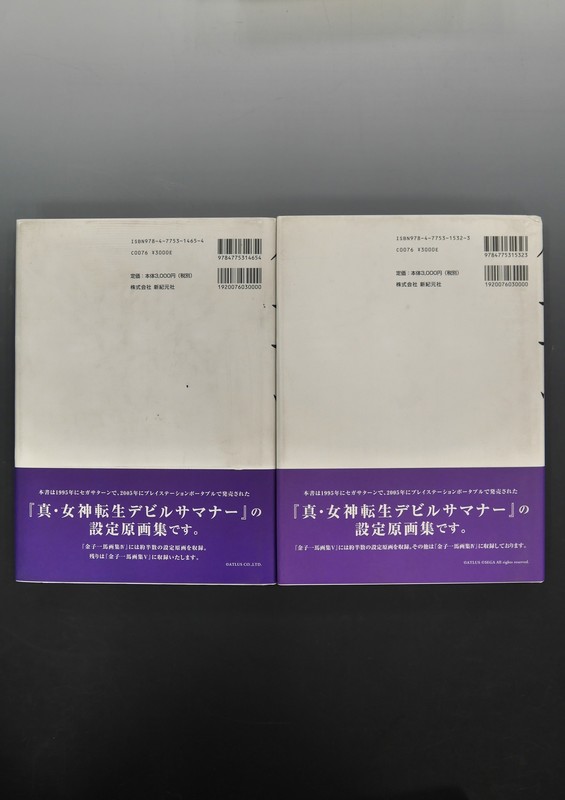 ISBN978-4-7753-1465-4
C0076 ¥3000E
定価：本体3,000円（税別）
株式会社 新紀元社
9784775314654
1920076030000
本書は1995年にセガサターンで、2005年にプレイステーションポータブルで発売された
『真・女神転生デビルサマナー』の
設定原画集です。
「金子一馬画集Ⅳ」には約半数の設定原画を収録。
残りは「金子一馬画集Ⅴ」に収録いたします。
©ATLUS CO.,LTD.
ISBN978-4-7753-1532-3
C0076 ¥3000E
定価：本体3,000円（税別）
株式会社 新紀元社
9784775315323
1920076030000
本書は1995年にセガサターンで、2005年にプレイステーションポータブルで発売された
『真・女神転生デビルサマナー』の
設定原画集です。
「金子一馬画集Ⅴ」には約半数の設定原画を収録、その他は「金子一馬画集Ⅳ」に収録しております。
©ATLUS ©SEGA All rights reserved.